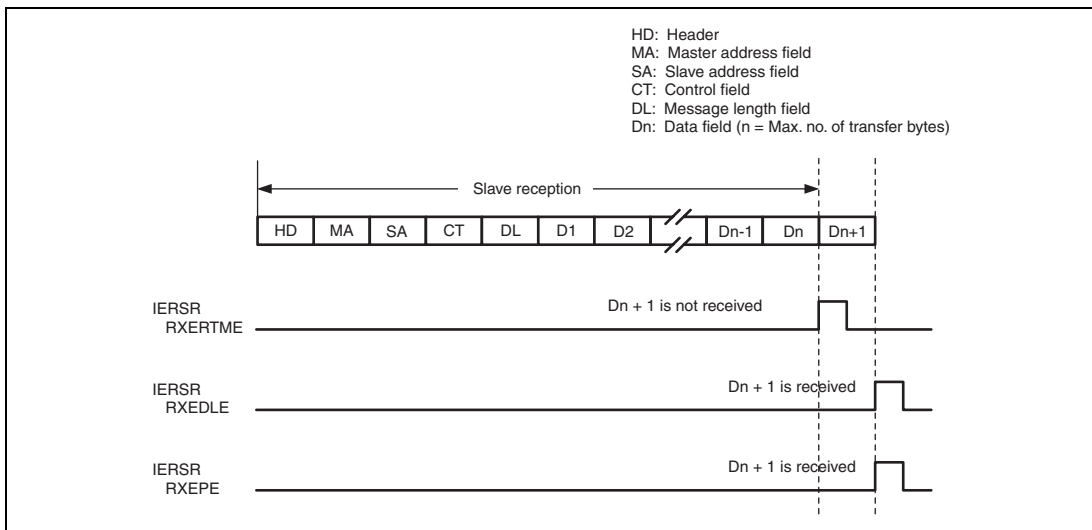 HD: Header
MA: Master address field
SA: Slave address field
CT: Control field
DL: Message length field
Dn: Data field (n = Max. no. of transfer bytes)
Slave reception
HD MA SA CT DL D1 D2 Dn-1 Dn Dn+1
IERSR
RXERTME
Dn + 1 is not received
IERSR
RXEDLE
Dn + 1 is received
IERSR
RXEPE
Dn + 1 is received